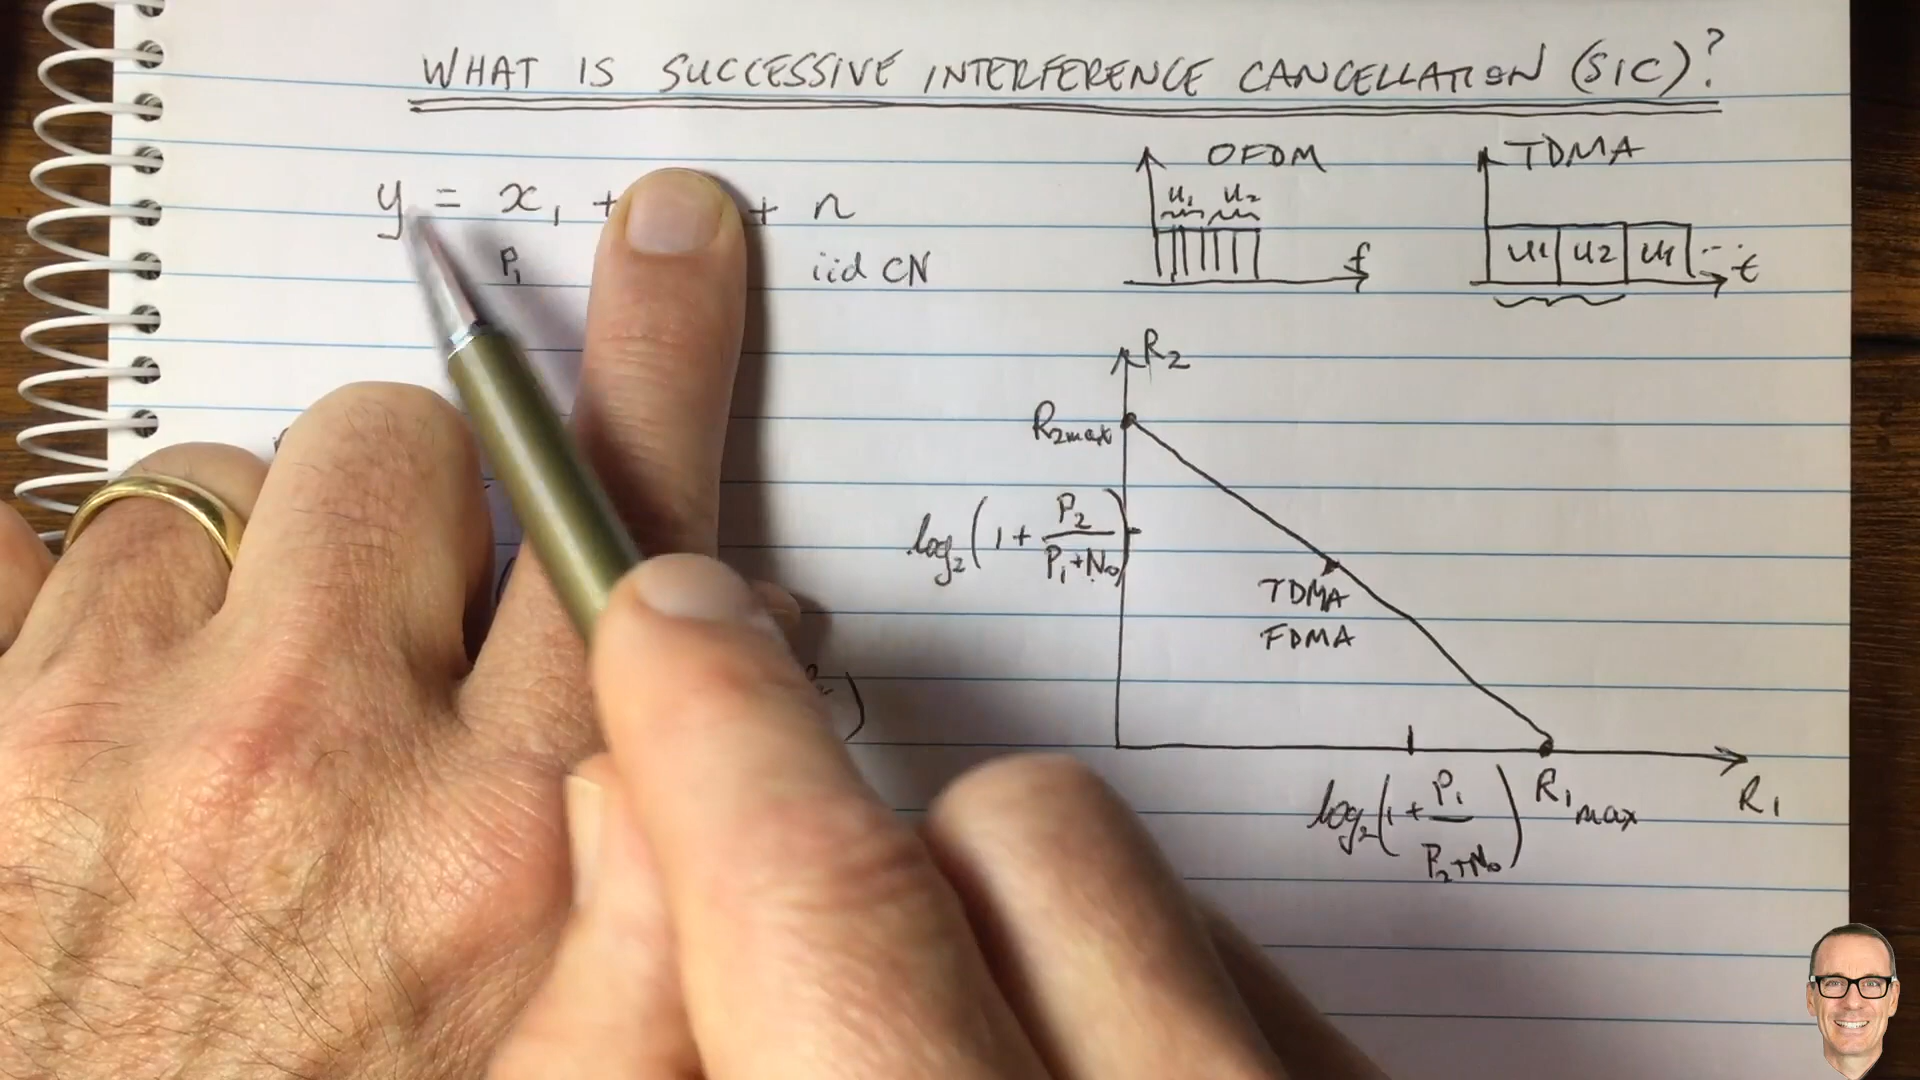 WHAT IS SUCCESSIVE INTERFERENCE CANCELLATION (SIC)?
y = x₁ + + n
P₁
iid CN
OFDM
u₁ u₂
f
TDMA
u1 u2 u1 ...
t
R₂
R₂max
log₂(1 + P₂/(P₁+N₀))
TDMA
FDMA
R₁max
R₁
log₂(1 + P₁/(P₂+N₀))